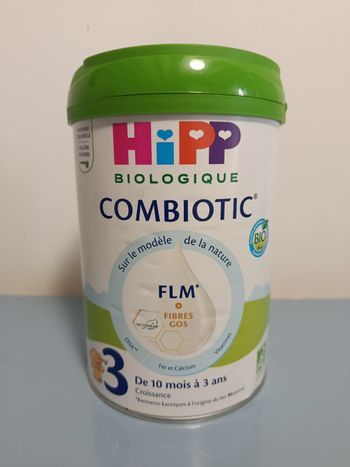 HiPP
BIOLOGIQUE
COMBIOTIC®
BIO
Sur le modèle de la nature
FLM*
+
FIBRES
GOS
DHA**
Fer et Calcium
Vitamines
3
De 10 mois à 3 ans
Croissance
*Ferments Lactiques à l'origine du lait Maternel